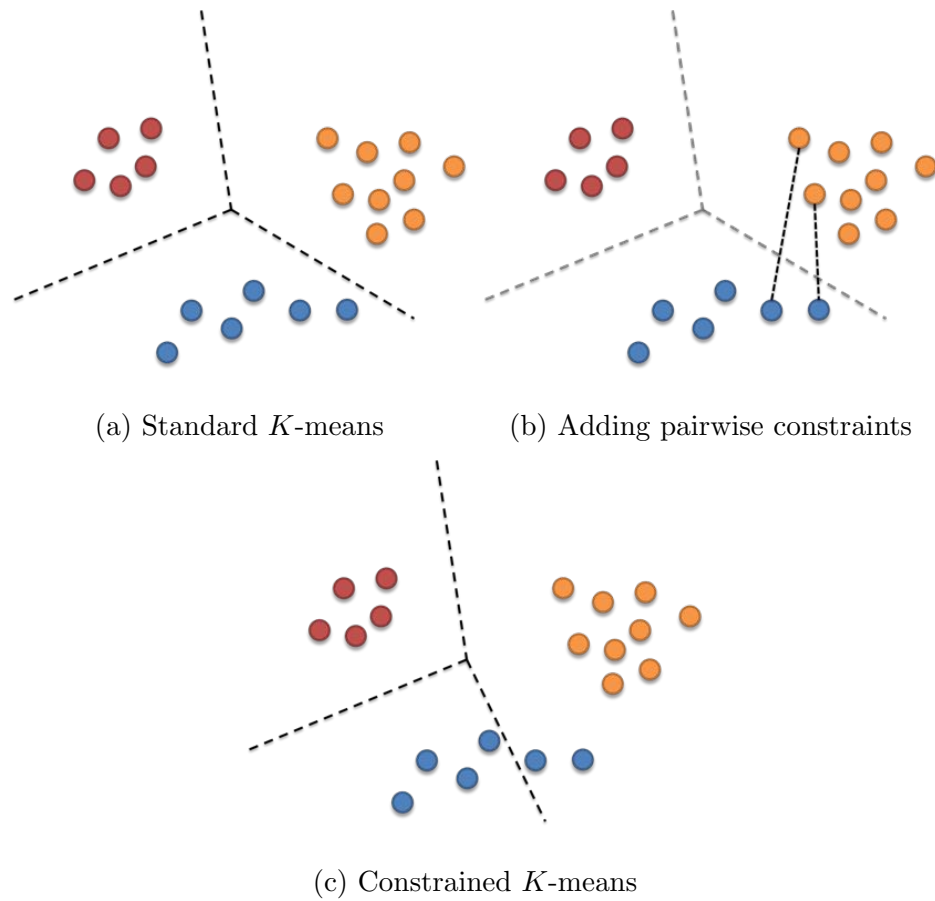 (a) Standard K-means
(b) Adding pairwise constraints
(c) Constrained K-means